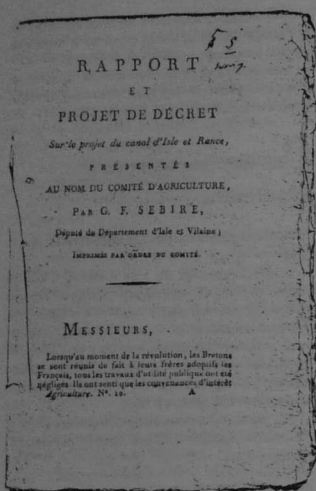 RAPPORT
ET
PROJET DE DÉCRET
Sur le projet du canal d'Isle et Rance,
PRÉSENTÉS
AU NOM DU COMITÉ D'AGRICULTURE,
PAR G. F. SEBIRE,
Député du Département d'Isle et Vilaine;
IMPRIMÉS PAR ORDRE DU COMITÉ.
MESSIEURS,
Lorsqu'au moment de la révolution, les Bretons
se sont réunis de fait à leurs frères adoptifs les
Français, tous les travaux d'utilité publique ont été
négligés. Ils ont senti que les convenances d'intérêt
Agriculture. N°. 10. A